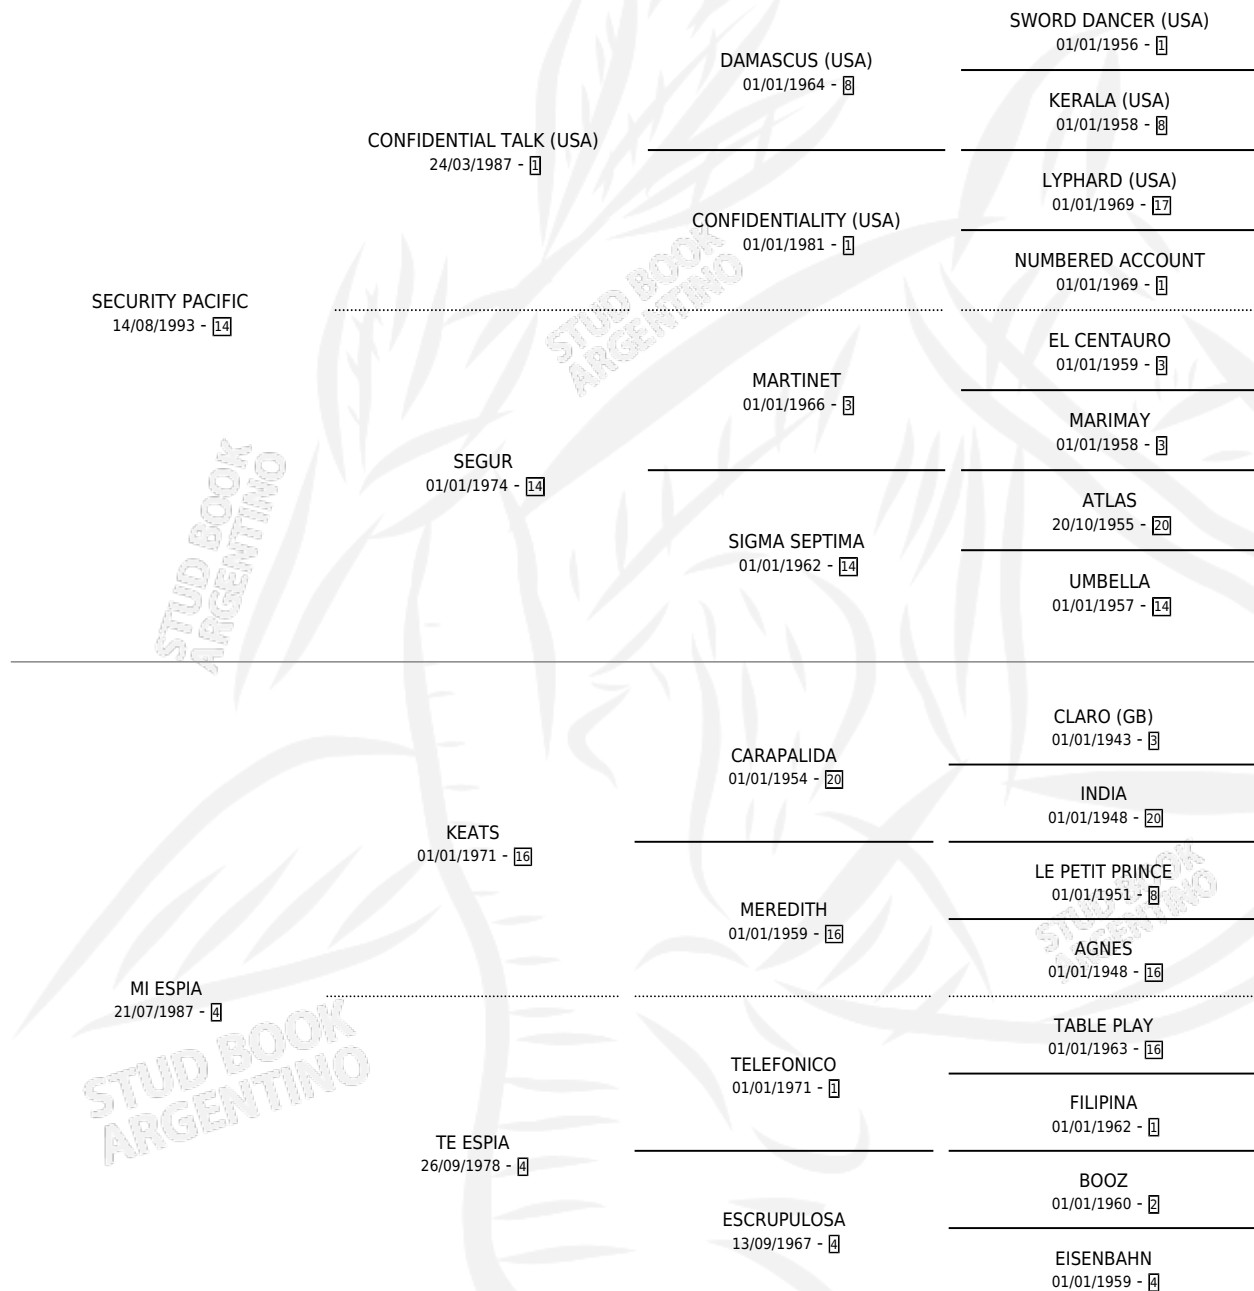 SECURITY PACIFIC
14/08/1993 - 14
CONFIDENTIAL TALK (USA)
24/03/1987 - 1
SEGUR
01/01/1974 - 14
DAMASCUS (USA)
01/01/1964 - 8
CONFIDENTIALITY (USA)
01/01/1981 - 1
MARTINET
01/01/1966 - 3
SIGMA SEPTIMA
01/01/1962 - 14
SWORD DANCER (USA)
01/01/1956 - 1
KERALA (USA)
01/01/1958 - 8
LYPHARD (USA)
01/01/1969 - 17
NUMBERED ACCOUNT
01/01/1969 - 1
EL CENTAURO
01/01/1959 - 3
MARIMAY
01/01/1958 - 3
ATLAS
20/10/1955 - 20
UMBELLA
01/01/1957 - 14
MI ESPIA
21/07/1987 - 4
KEATS
01/01/1971 - 16
TE ESPIA
26/09/1978 - 4
CARAPALIDA
01/01/1954 - 20
MEREDITH
01/01/1959 - 16
TELEFONICO
01/01/1971 - 1
ESCRUPULOSA
13/09/1967 - 4
CLARO (GB)
01/01/1943 - 3
INDIA
01/01/1948 - 20
LE PETIT PRINCE
01/01/1951 - 8
AGNES
01/01/1948 - 16
TABLE PLAY
01/01/1963 - 16
FILIPINA
01/01/1962 - 1
BOOZ
01/01/1960 - 2
EISENBAHN
01/01/1959 - 4
STUD BOOK
ARGENTINO
STUD BOOK
ARGENTINO
STUD BOOK
ARGENTINO
STUD BOOK
ARGENTINO